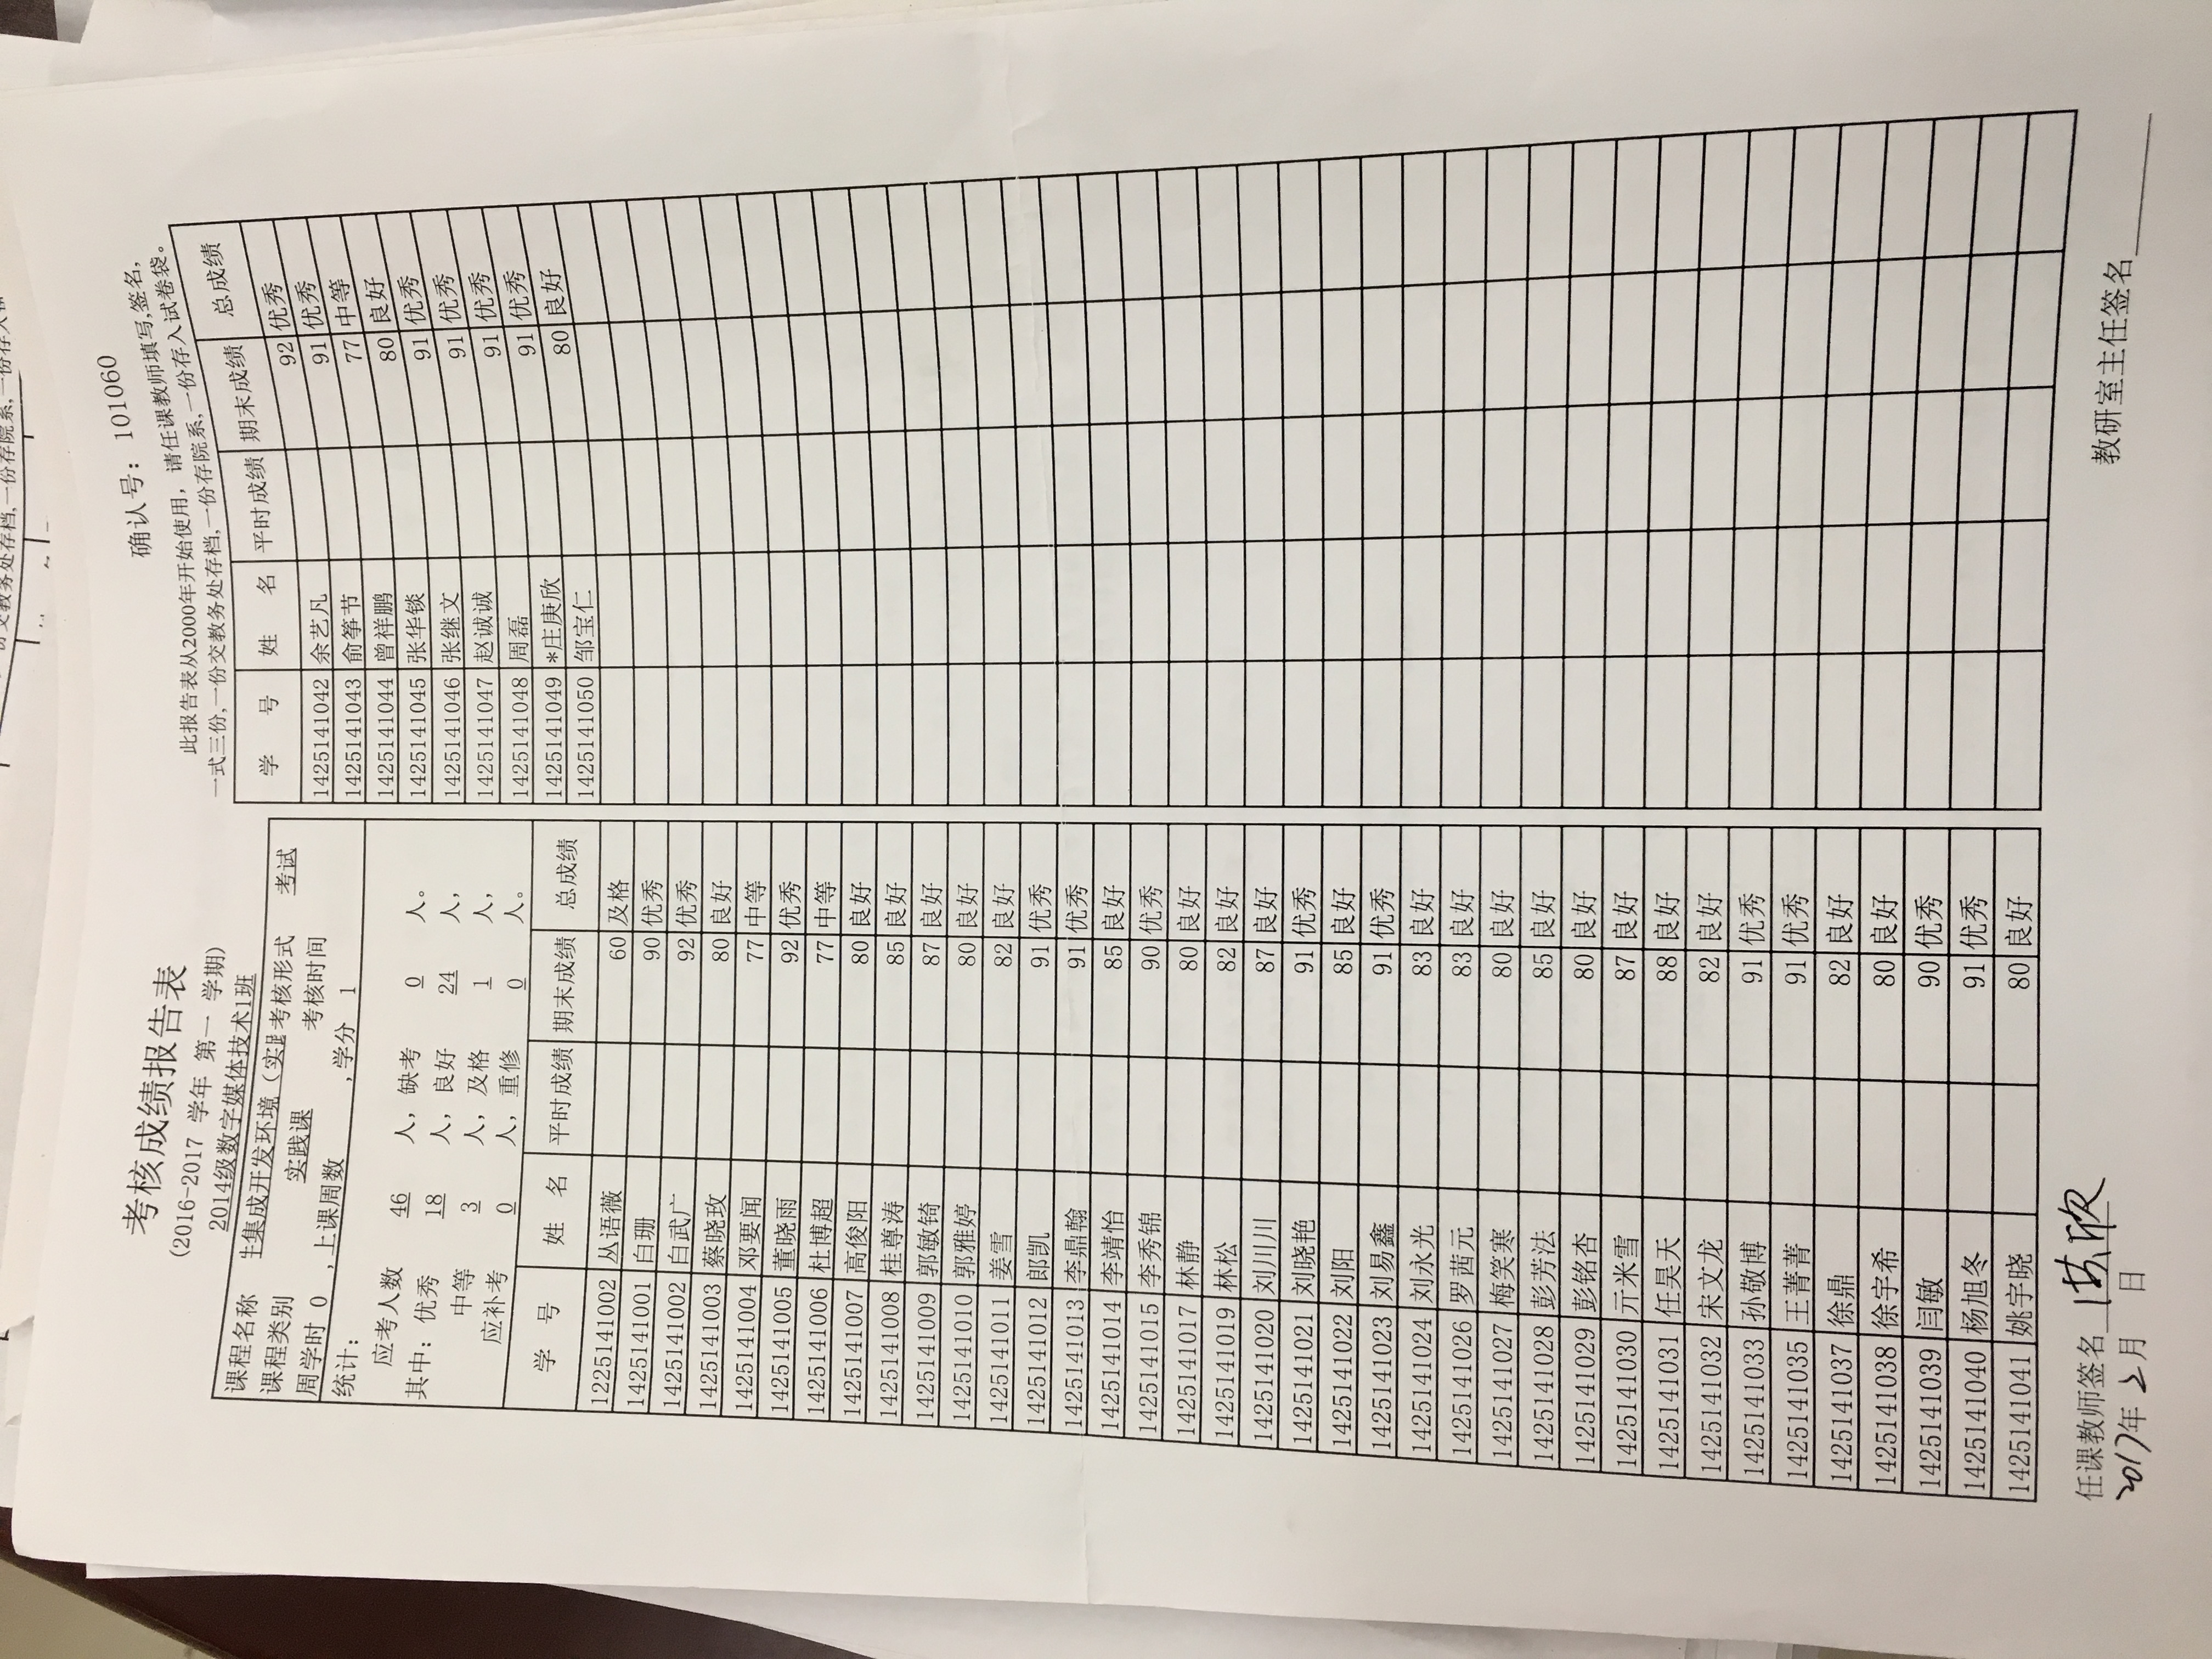 份交教务处存档,一份存院系,一份存入
考核成绩报告表
(2016-2017 学年 第一 学期)
2014级数字媒体技术1班
课程名称 集成开发环境（实 考核形式 考试
课程类别 实践课 考核时间
周学时 0 ,上课周数 ,学分 1
统计：
应考人数 46 人，缺考 0 人。
其中：优秀 18 人，良好 24 人，
中等 3 人，及格 1 人，
应补考 0 人，重修 0 人。
学 号 姓 名 平时成绩 期末成绩 总成绩
1225141002 丛语薇 60 及格
1425141001 白珊 90 优秀
1425141002 白武广 92 优秀
1425141003 蔡晓玫 80 良好
1425141004 邓要闻 77 中等
1425141005 董晓雨 92 优秀
1425141006 杜博超 77 中等
1425141007 高俊阳 80 良好
1425141008 桂尊涛 85 良好
1425141009 郭敏锜 87 良好
1425141010 郭雅婷 80 良好
1425141011 姜雪 82 良好
1425141012 郎凯 91 优秀
1425141013 李鼎翰 91 优秀
1425141014 李靖怡 85 良好
1425141015 李秀锦 90 优秀
1425141017 林静 80 良好
1425141019 林松 82 良好
1425141020 刘川川 87 良好
1425141021 刘晓艳 91 优秀
1425141022 刘阳 85 良好
1425141023 刘易鑫 91 优秀
1425141024 刘永光 83 良好
1425141026 罗茜元 83 良好
1425141027 梅笑寒 80 良好
1425141028 彭芳法 85 良好
1425141029 彭铭杏 80 良好
1425141030 亓米雪 87 良好
1425141031 任昊天 88 良好
1425141032 宋文龙 82 良好
1425141033 孙敬博 91 优秀
1425141035 王菁菁 91 优秀
1425141037 徐鼎 82 良好
1425141038 徐宇希 80 良好
1425141039 闫敏 90 优秀
1425141040 杨旭冬 91 优秀
1425141041 姚宇晓 80 良好
任课教师签名 洪欣
2017年 2月 日
确认号：101060
此报告表从2000年开始使用，请任课教师填写,签名,
一式三份,一份交教务处存档,一份存院系,一份存入试卷袋。
学 号 姓 名 平时成绩 期末成绩 总成绩
1425141042 余艺凡 92 优秀
1425141043 俞筝节 91 优秀
1425141044 曾祥鹏 77 中等
1425141045 张华锬 80 良好
1425141046 张继文 91 优秀
1425141047 赵诚诚 91 优秀
1425141048 周磊 91 优秀
1425141049 *庄庚欣 91 优秀
1425141050 邹宝仁 80 良好
教研室主任签名